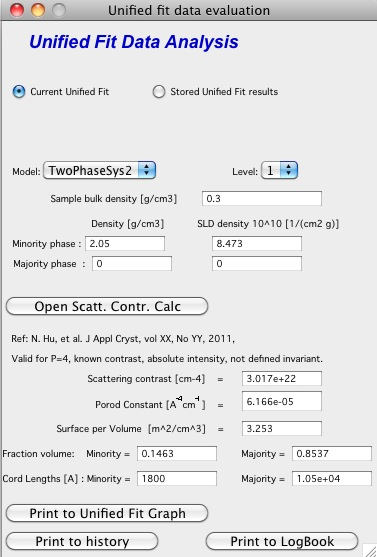 Unified fit data evaluation
Unified Fit Data Analysis
Current Unified Fit Stored Unified Fit results
Model: TwoPhaseSys2 Level: 1
Sample bulk density [g/cm3] 0.3
Density [g/cm3] SLD density 10^10 [1/(cm2 g)]
Minority phase : 2.05 8.473
Majority phase : 0 0
Open Scatt. Contr. Calc
Ref: N. Hu, et al. J Appl Cryst, vol XX, No YY, 2011,
Valid for P=4, known contrast, absolute intensity, not defined invariant.
Scattering contrast [cm-4] = 3.017e+22
Porod Constant [A^-4 cm^-1] = 6.166e-05
Surface per Volume [m^2/cm^3] = 3.253
Fraction volume: Minority = 0.1463 Majority = 0.8537
Cord Lengths [A] : Minority = 1800 Majority = 1.05e+04
Print to Unified Fit Graph
Print to history Print to LogBook